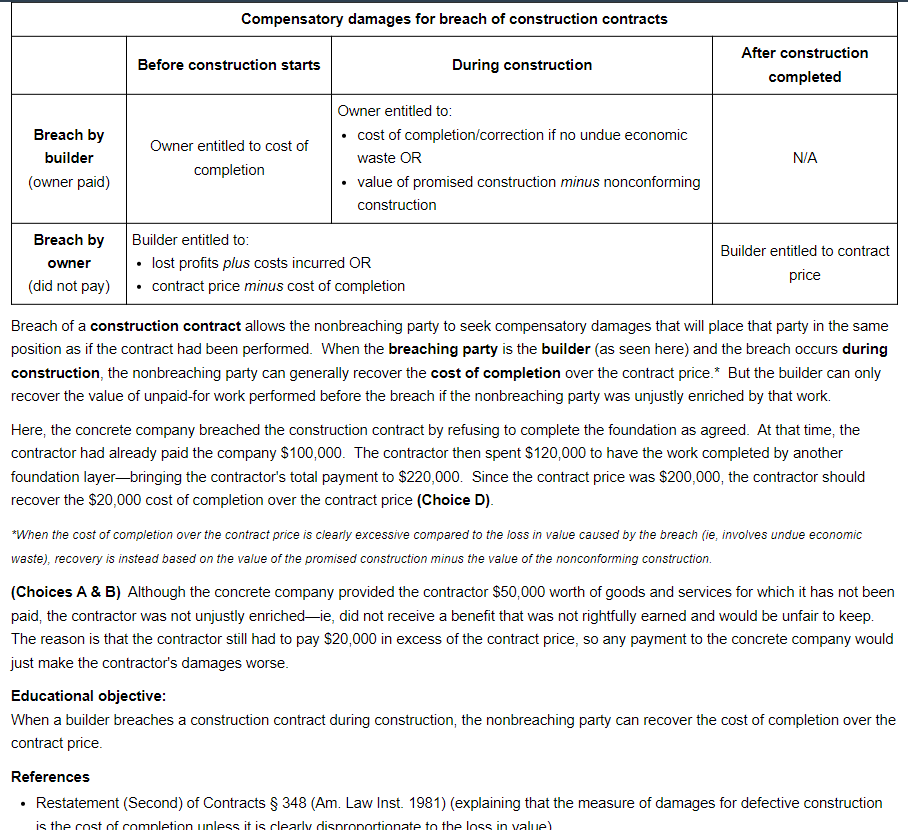 Compensatory damages for breach of construction contracts
Before construction starts
During construction
After construction
completed
Breach by
builder
(owner paid)
Owner entitled to cost of
completion
Owner entitled to:
• cost of completion/correction if no undue economic
waste OR
• value of promised construction minus nonconforming
construction
N/A
Breach by
owner
(did not pay)
Builder entitled to:
• lost profits plus costs incurred OR
• contract price minus cost of completion
Builder entitled to contract
price
Breach of a construction contract allows the nonbreaching party to seek compensatory damages that will place that party in the same
position as if the contract had been performed. When the breaching party is the builder (as seen here) and the breach occurs during
construction, the nonbreaching party can generally recover the cost of completion over the contract price.* But the builder can only
recover the value of unpaid-for work performed before the breach if the nonbreaching party was unjustly enriched by that work.
Here, the concrete company breached the construction contract by refusing to complete the foundation as agreed. At that time, the
contractor had already paid the company $100,000. The contractor then spent $120,000 to have the work completed by another
foundation layer—bringing the contractor's total payment to $220,000. Since the contract price was $200,000, the contractor should
recover the $20,000 cost of completion over the contract price (Choice D).
*When the cost of completion over the contract price is clearly excessive compared to the loss in value caused by the breach (ie, involves undue economic
waste), recovery is instead based on the value of the promised construction minus the value of the nonconforming construction.
(Choices A & B) Although the concrete company provided the contractor $50,000 worth of goods and services for which it has not been
paid, the contractor was not unjustly enriched—ie, did not receive a benefit that was not rightfully earned and would be unfair to keep.
The reason is that the contractor still had to pay $20,000 in excess of the contract price, so any payment to the concrete company would
just make the contractor's damages worse.
Educational objective:
When a builder breaches a construction contract during construction, the nonbreaching party can recover the cost of completion over the
contract price.
References
• Restatement (Second) of Contracts § 348 (Am. Law Inst. 1981) (explaining that the measure of damages for defective construction
is the cost of completion unless it is clearly disproportionate to the loss in value)